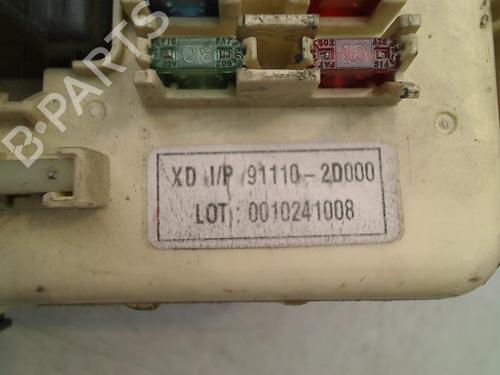 B-PARTS
30
10
XD I/P 91110-2D000
LOT : 0010241008